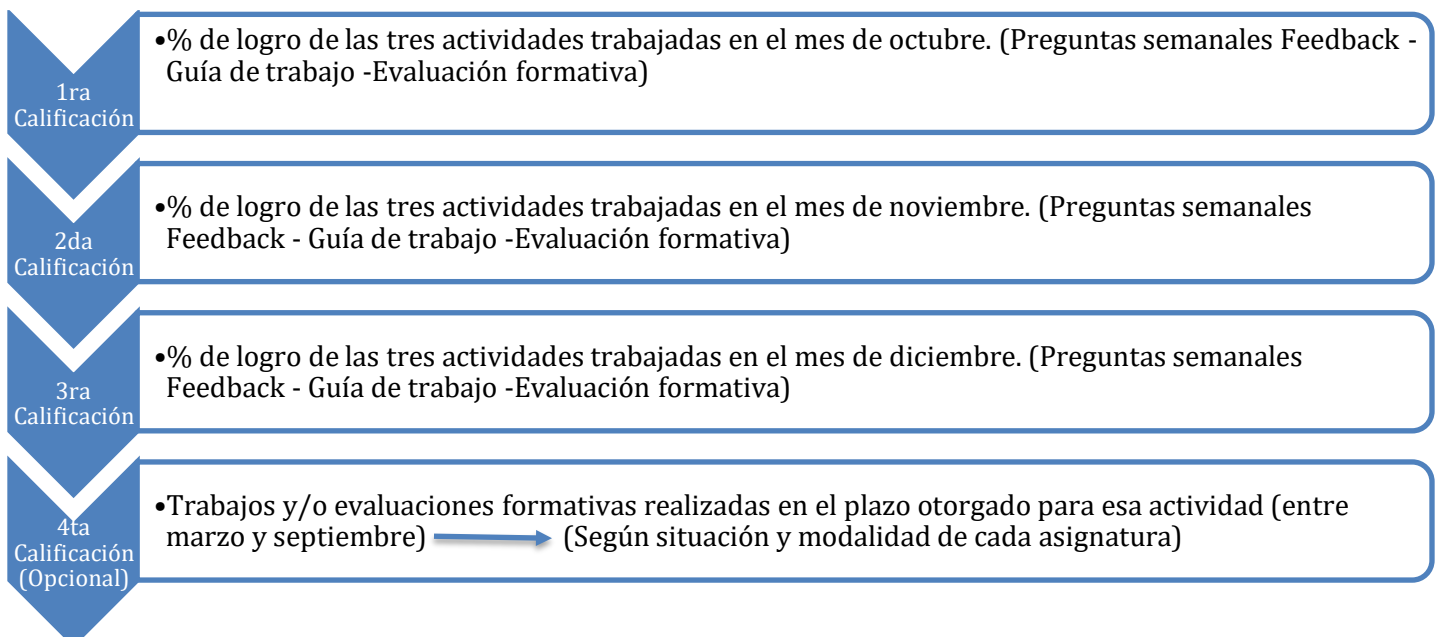 1ra
Calificación
•% de logro de las tres actividades trabajadas en el mes de octubre. (Preguntas semanales Feedback -
Guía de trabajo -Evaluación formativa)
2da
Calificación
•% de logro de las tres actividades trabajadas en el mes de noviembre. (Preguntas semanales
Feedback - Guía de trabajo -Evaluación formativa)
3ra
Calificación
•% de logro de las tres actividades trabajadas en el mes de diciembre. (Preguntas semanales
Feedback - Guía de trabajo -Evaluación formativa)
4ta
Calificación
(Opcional)
•Trabajos y/o evaluaciones formativas realizadas en el plazo otorgado para esa actividad (entre
marzo y septiembre) (Según situación y modalidad de cada asignatura)